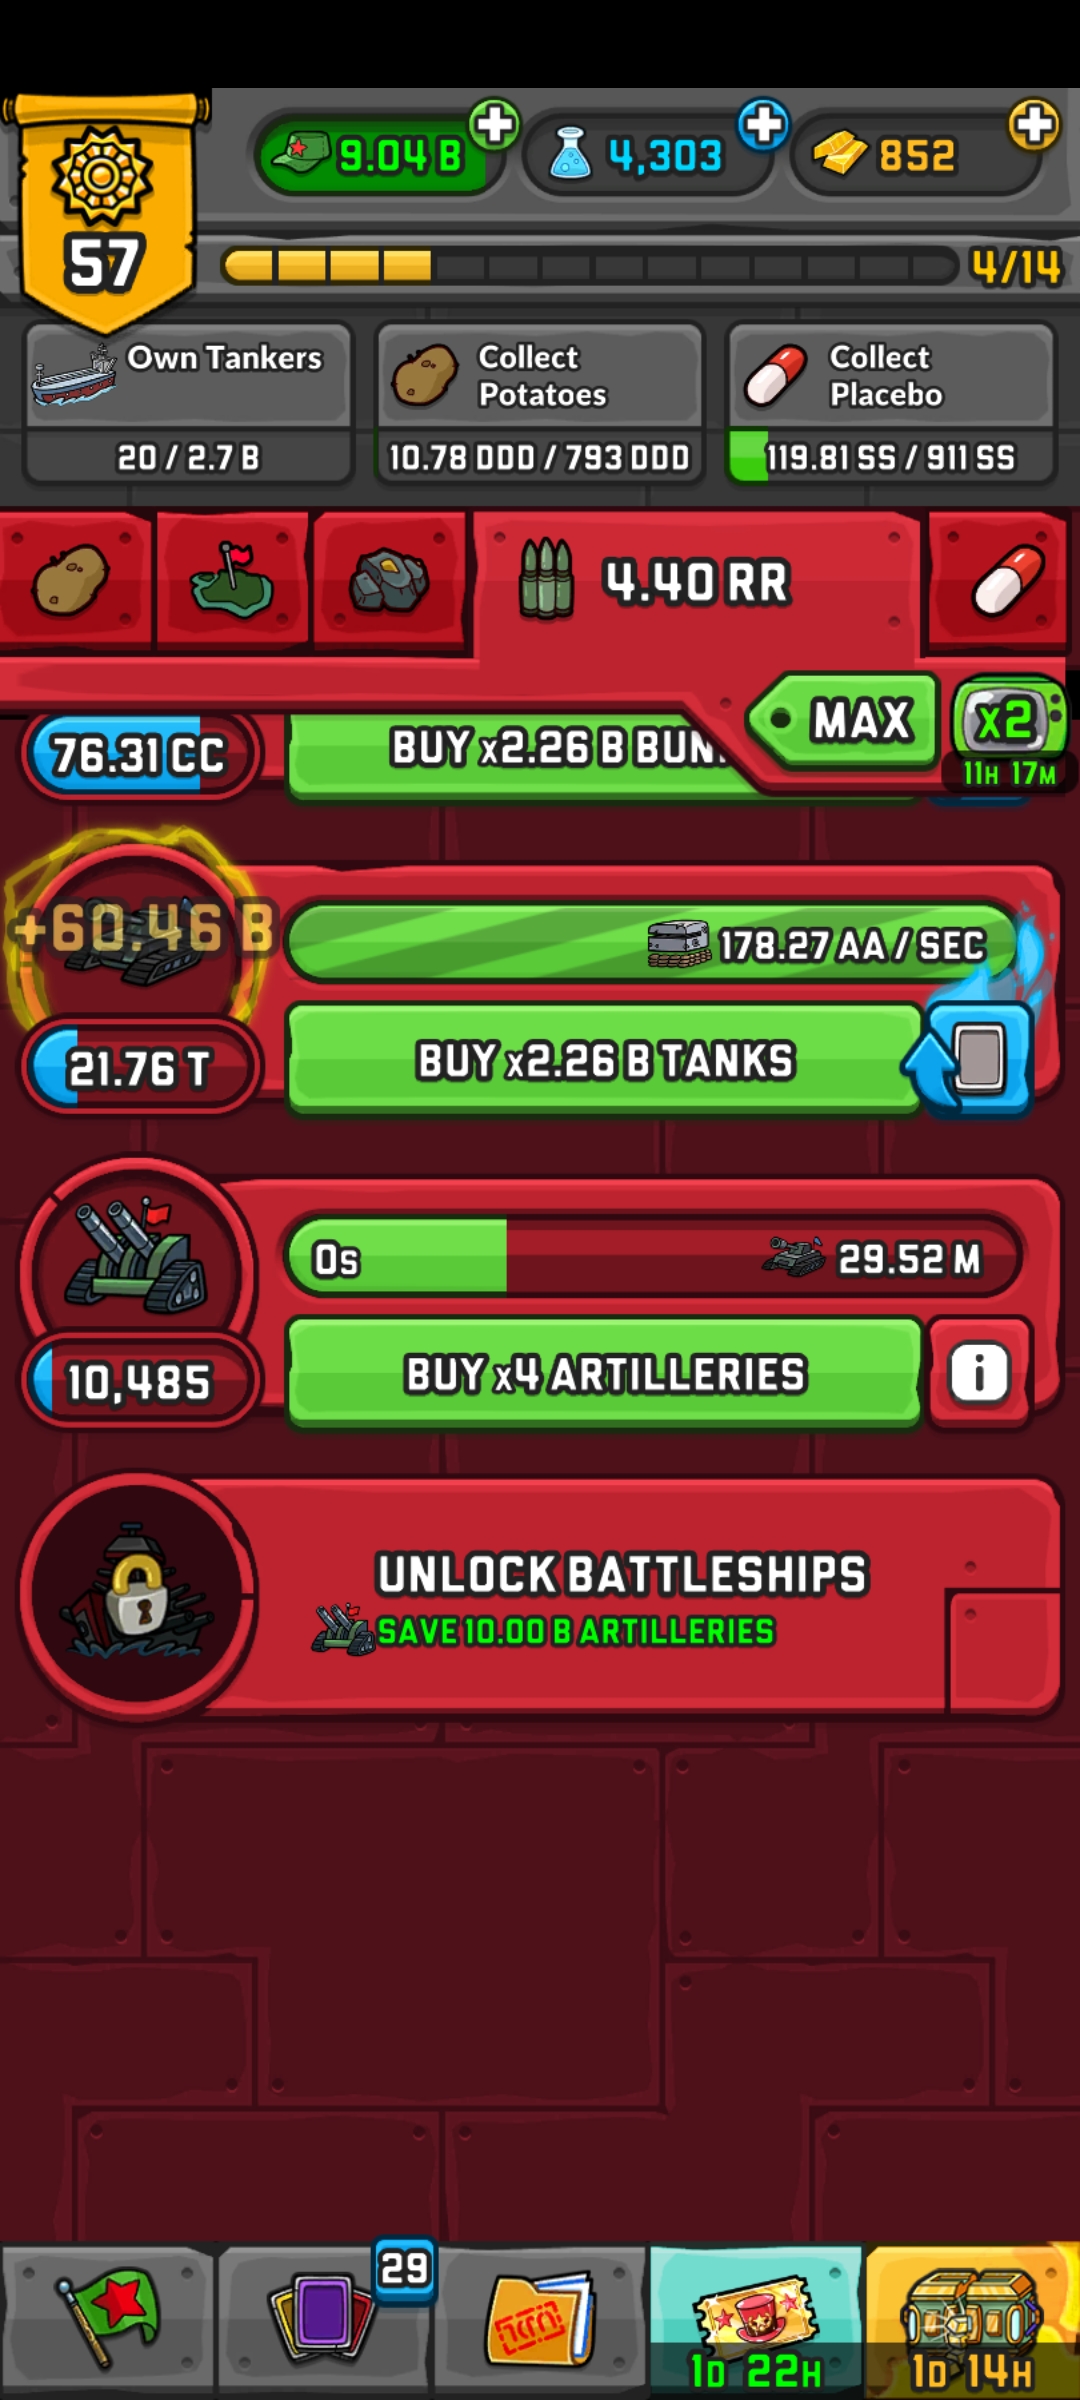 57
9.04 B
4,303
852
4/14
Own Tankers
20 / 2.7 B
Collect
Potatoes
10.78 DDD / 793 DDD
Collect
Placebo
119.81 SS / 911 SS
4.40 RR
MAX
x2
11H 17M
76.31 CC
BUY x2.26 B BUN
+60.46 B
178.27 AA / SEC
21.76 T
BUY x2.26 B TANKS
0s
29.52 M
10,485
BUY x4 ARTILLERIES
i
UNLOCK BATTLESHIPS
SAVE 10.00 B ARTILLERIES
29
1D 22H
1D 14H